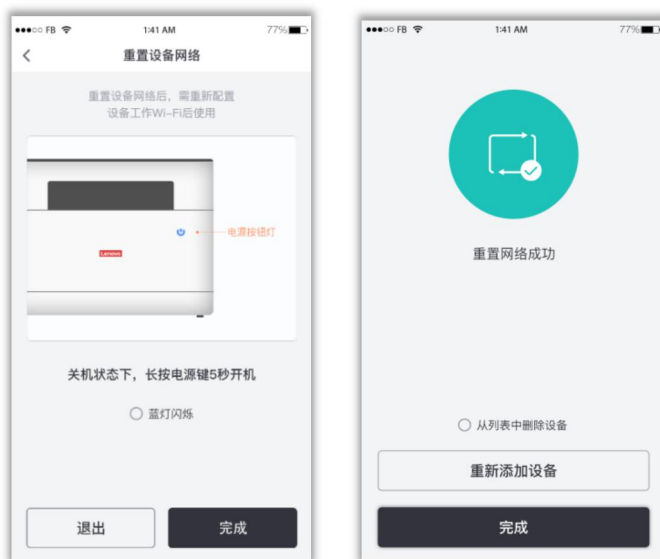 FB 1:41 AM 77%
重置设备网络
重置设备网络后，需重新配置
设备工作Wi-Fi后使用
电源按钮灯
Lenovo
关机状态下，长按电源键5秒开机
蓝灯闪烁
退出 完成
FB 1:41 AM 77%
重置网络成功
从列表中删除设备
重新添加设备
完成